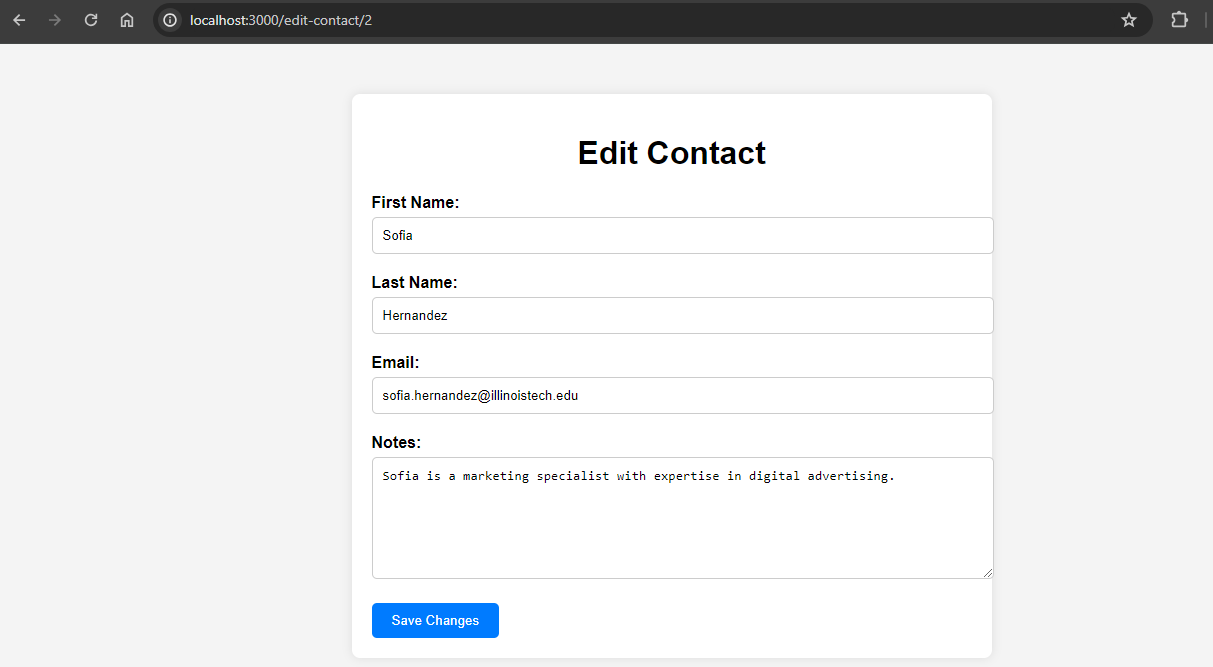 localhost:3000/edit-contact/2
Edit Contact
First Name:
Sofia
Last Name:
Hernandez
Email:
sofia.hernandez@illinoistech.edu
Notes:
Sofia is a marketing specialist with expertise in digital advertising.
Save Changes